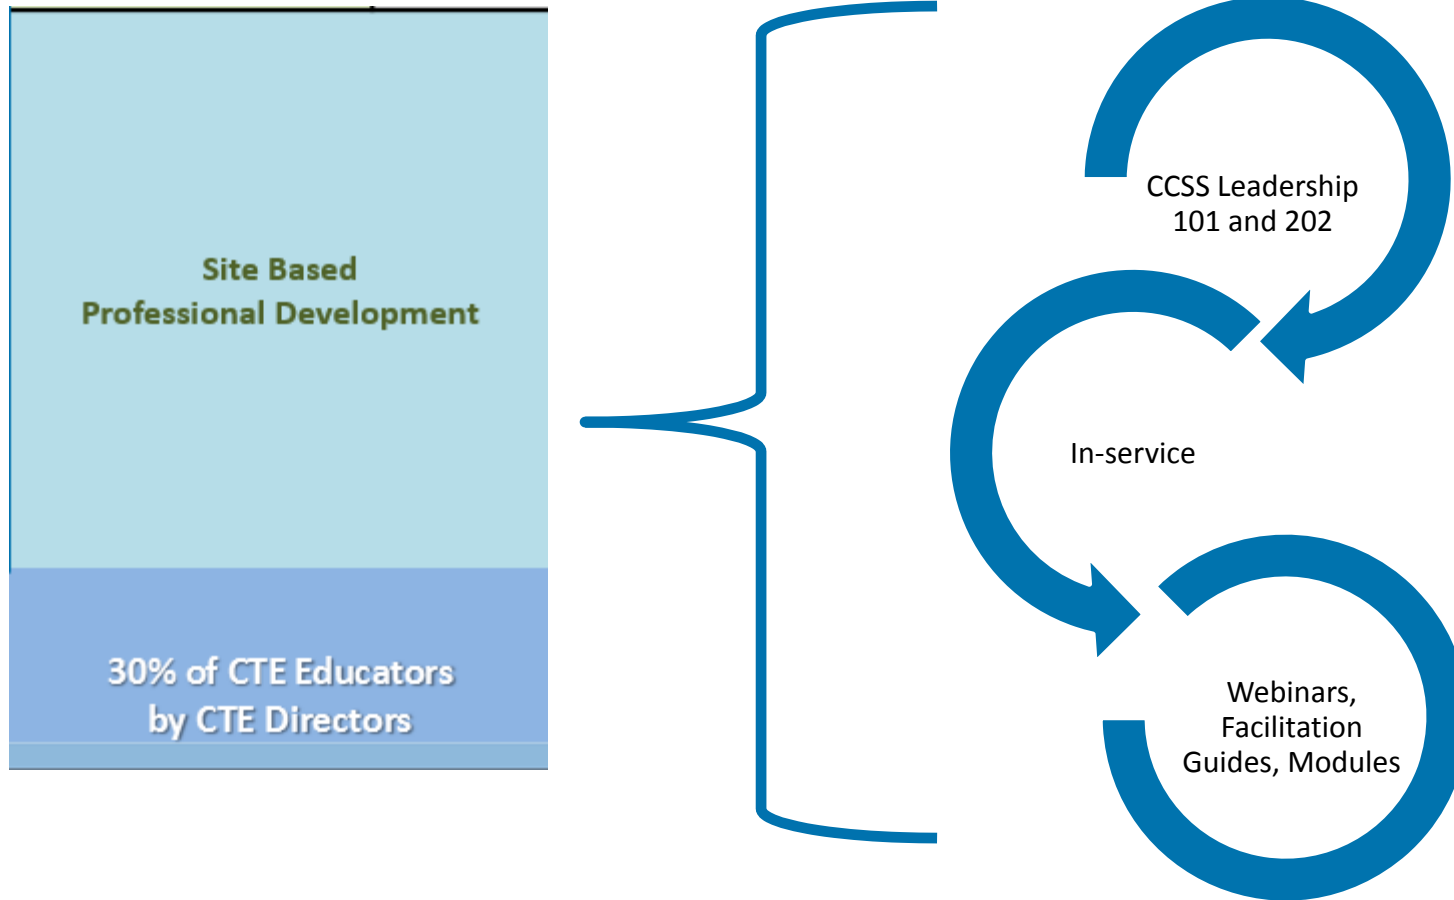 Site Based
Professional Development
30% of CTE Educators
by CTE Directors
CCSS Leadership
101 and 202
In-service
Webinars,
Facilitation
Guides, Modules